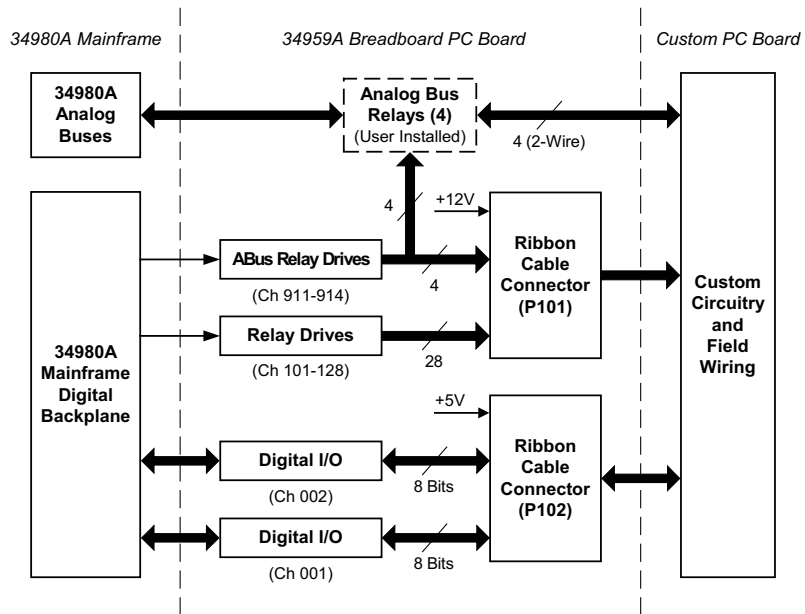 34980A Mainframe
34959A Breadboard PC Board
Custom PC Board
34980A
Analog
Buses
Analog Bus
Relays (4)
(User Installed)
4 (2-Wire)
4
+12V
ABus Relay Drives
(Ch 911-914)
4
Ribbon
Cable
Connector
(P101)
Relay Drives
(Ch 101-128)
28
34980A
Mainframe
Digital
Backplane
Custom
Circuitry
and
Field
Wiring
+5V
Digital I/O
(Ch 002)
8 Bits
Ribbon
Cable
Connector
(P102)
Digital I/O
(Ch 001)
8 Bits